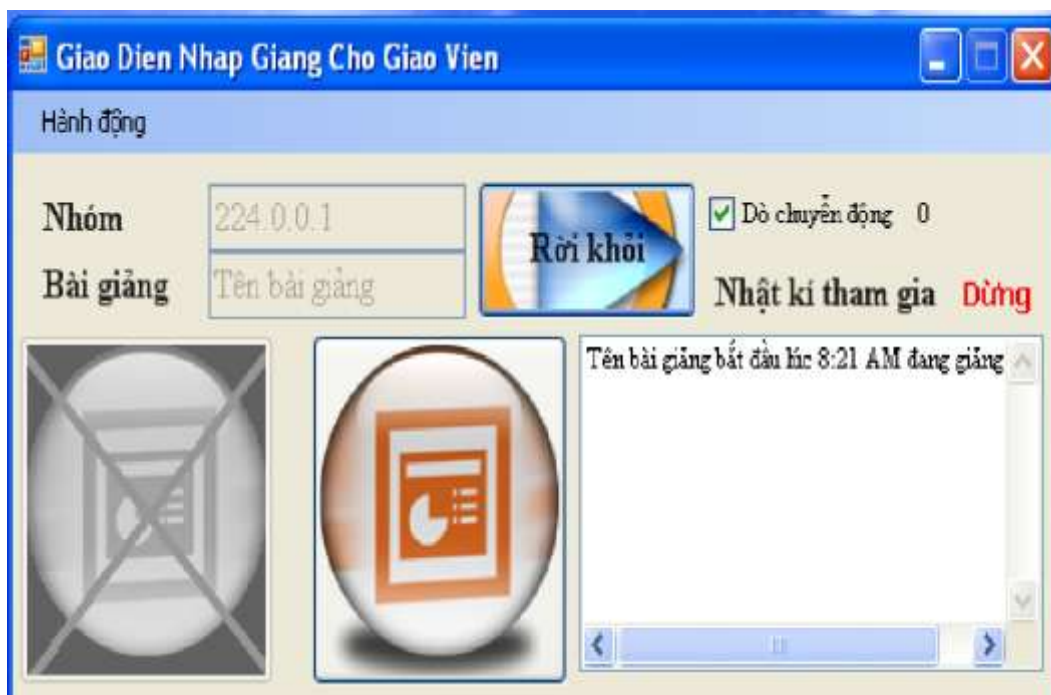 Giao Dien Nhap Giang Cho Giao Vien
Hành động
Nhóm
224.0.0.1
Rời khỏi
Dò chuyển động 0
Bài giảng
Tên bài giảng
Nhật kí tham gia Dừng
Tên bài giảng bắt đầu lúc 8:21 AM đang giảng